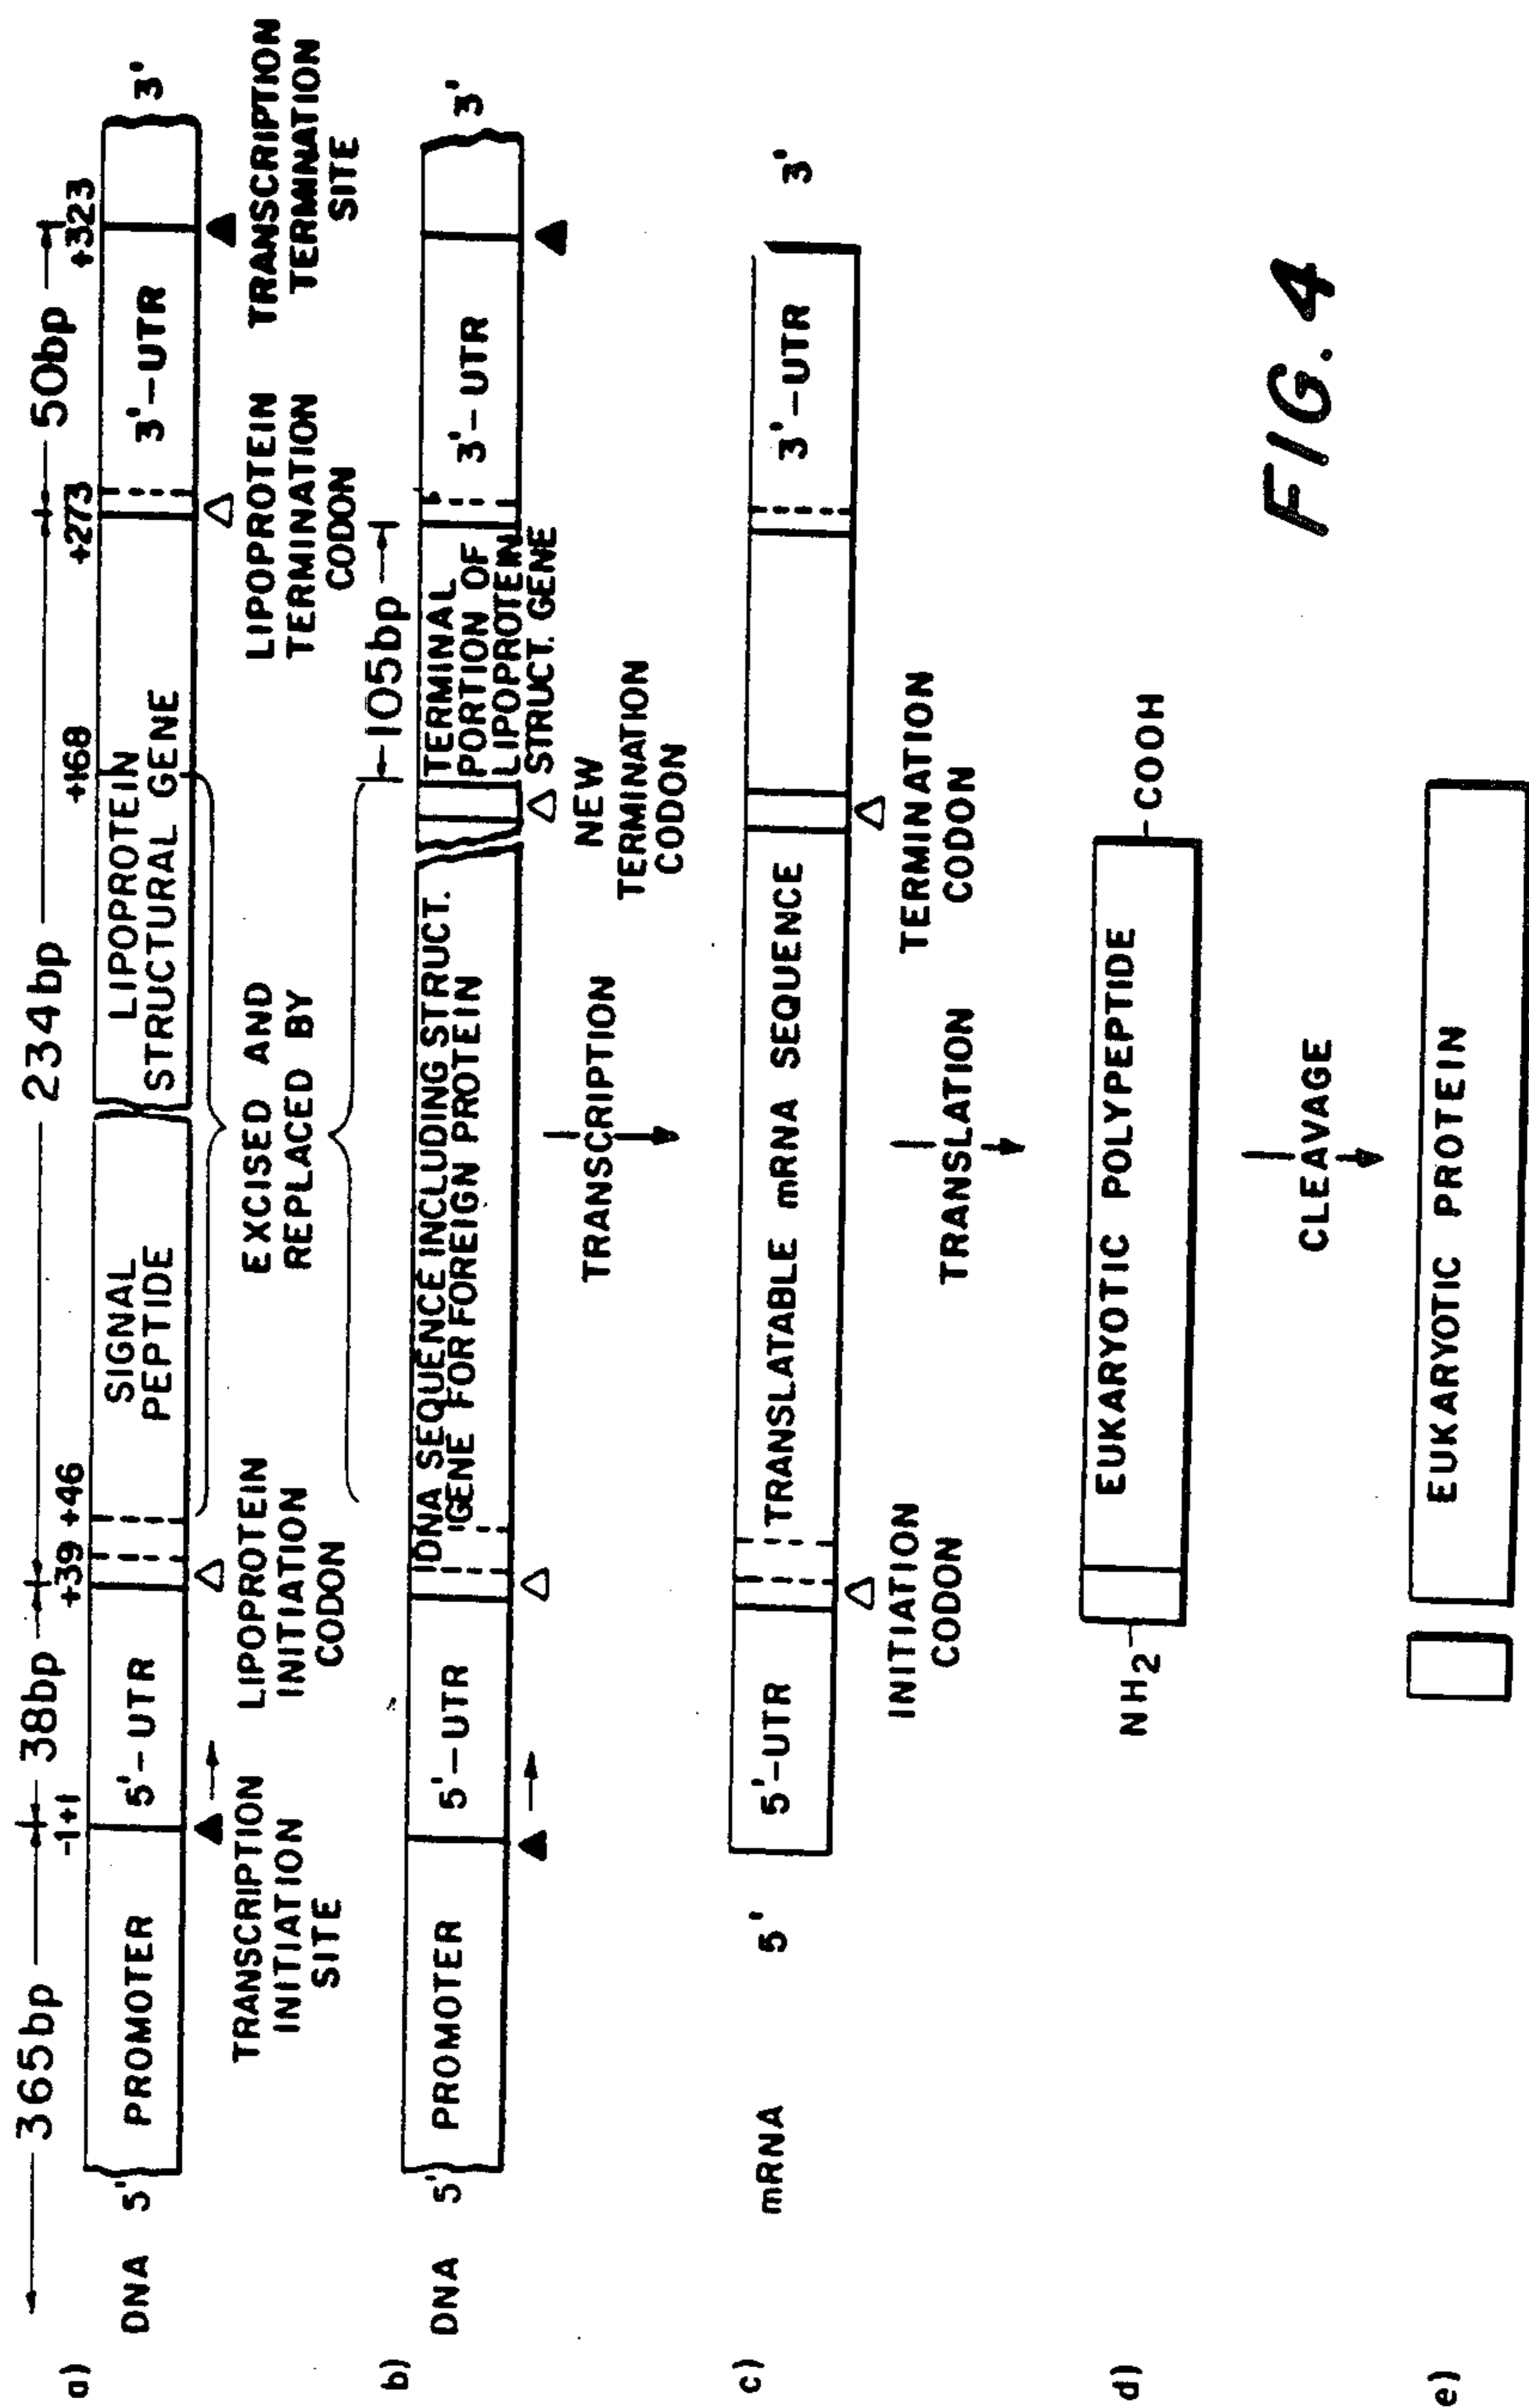 365bp
38bp
234bp
50bp
-1+1
+39
+46
+168
+273
+323
a)
DNA
5'
PROMOTER
5'-UTR
SIGNAL
PEPTIDE
LIPOPROTEIN
STRUCTURAL GENE
3'-UTR
3'
TRANSCRIPTION
INITIATION
SITE
LIPOPROTEIN
INITIATION
CODON
EXCISED AND
REPLACED BY
LIPOPROTEIN
TERMINATION
CODON
TRANSCRIPTION
TERMINATION
SITE
105bp
b)
DNA
5'
PROMOTER
5'-UTR
DNA SEQUENCE INCLUDING STRUCT.
GENE FOR FOREIGN PROTEIN
TERMINAL
PORTION OF
LIPOPROTEIN
STRUCT. GENE
3'-UTR
3'
NEW
TERMINATION
CODON
TRANSCRIPTION
c)
mRNA
5'
5'-UTR
TRANSLATABLE mRNA SEQUENCE
3'-UTR
3'
INITIATION
CODON
TERMINATION
CODON
TRANSLATION
d)
NH2
EUKARYOTIC POLYPEPTIDE
COOH
CLEAVAGE
e)
EUKARYOTIC PROTEIN
FIG. 4